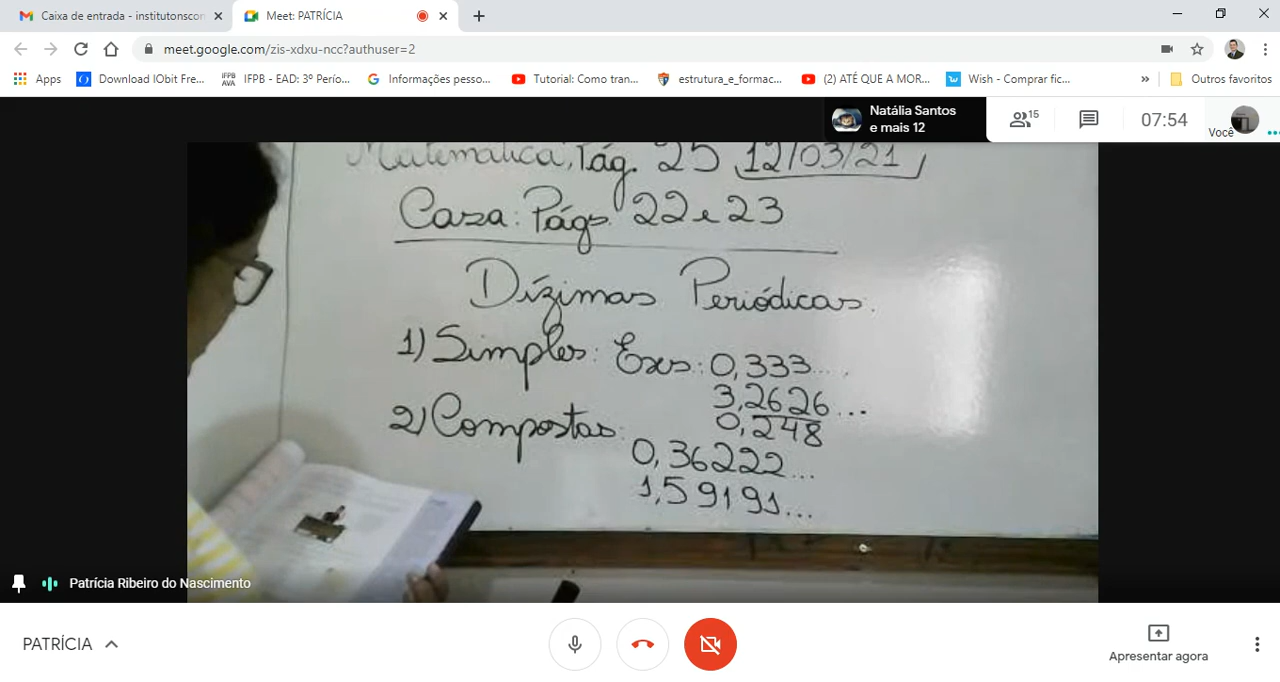 Caixa de entrada - institutonscon
Meet: PATRÍCIA
meet.google.com/zis-xdxu-ncc?authuser=2
Apps
Download IObit Fre...
IFPB AVA
IFPB - EAD: 3º Perío...
Informações pesso...
Tutorial: Como tran...
estrutura_e_formac...
(2) ATÉ QUE A MOR...
Wish - Comprar fic...
»
Outros favoritos
Natália Santos
e mais 12
15
07:54
Você
Matemática, Pág. 25 12/03/21
Casa: Págs. 22 e 23
Dízimas Periódicas.
1) Simples: Exs: 0,333...
3,2626...
0,248
2) Compostas:
0,36222...
1,59191...
Patrícia Ribeiro do Nascimento
PATRÍCIA
Apresentar agora